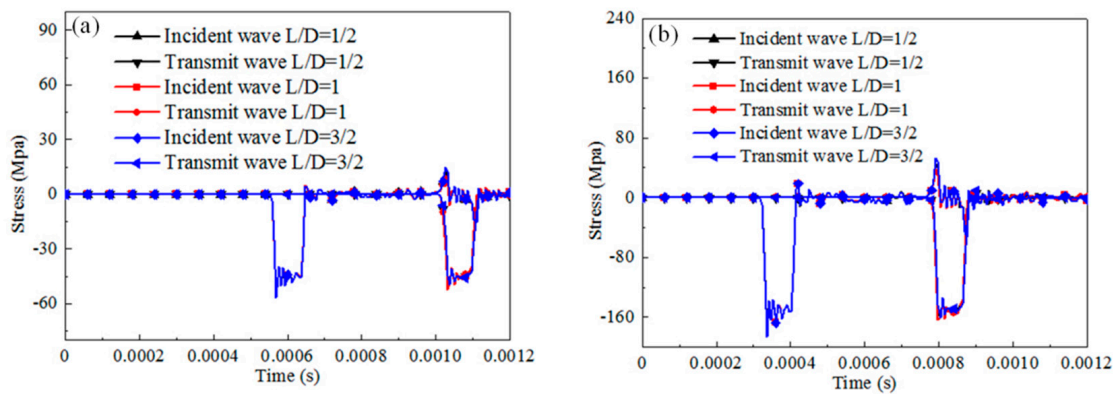 (a)
90
60
30
0
-30
-60
Stress (Mpa)
Incident wave L/D=1/2
Transmit wave L/D=1/2
Incident wave L/D=1
Transmit wave L/D=1
Incident wave L/D=3/2
Transmit wave L/D=3/2
0 0.0002 0.0004 0.0006 0.0008 0.0010 0.0012
Time (s)
(b)
240
160
80
0
-80
-160
Stress (Mpa)
Incident wave L/D=1/2
Transmit wave L/D=1/2
Incident wave L/D=1
Transmit wave L/D=1
Incident wave L/D=3/2
Transmit wave L/D=3/2
0 0.0002 0.0004 0.0006 0.0008 0.0010 0.0012
Time (s)